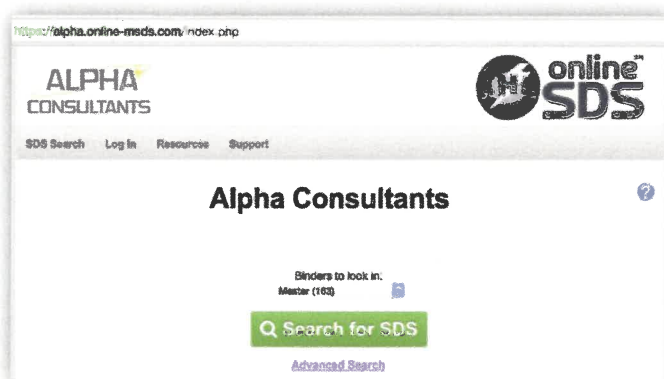 https://alpha.online-msds.com/index.php
ALPHA
CONSULTANTS
online℠
SDS
SDS Search Log In Resources Support
Alpha Consultants
?
Binders to look in:
Master (163)
Search for SDS
Advanced Search